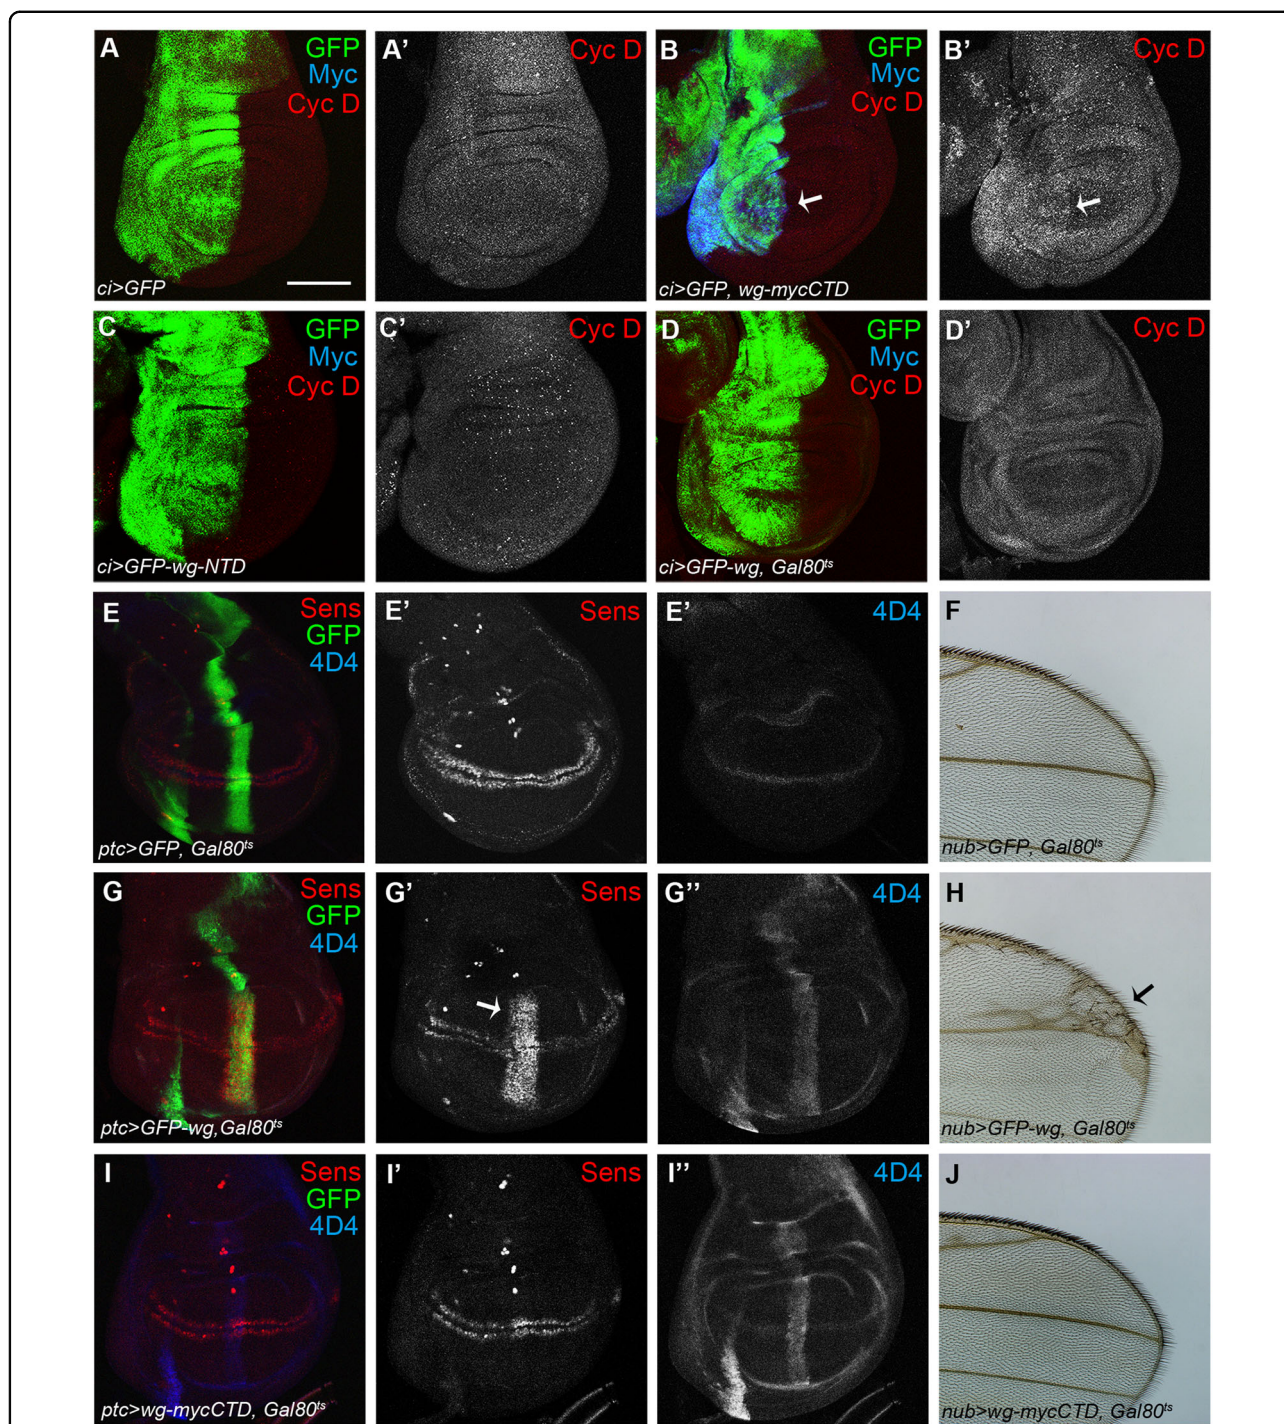 A
GFP
Myc
Cyc D
ci>GFP
A’
Cyc D
B
GFP
Myc
Cyc D
ci>GFP, wg-mycCTD
B’
Cyc D
C
GFP
Myc
Cyc D
ci>GFP-wg-NTD
C’
Cyc D
D
GFP
Myc
Cyc D
ci>GFP-wg, Gal80ts
D’
Cyc D
E
Sens
GFP
4D4
ptc>GFP, Gal80ts
E’
Sens
E’
4D4
F
nub>GFP, Gal80ts
G
Sens
GFP
4D4
ptc>GFP-wg,Gal80ts
G’
Sens
G’’
4D4
H
nub>GFP-wg, Gal80ts
I
Sens
GFP
4D4
ptc>wg-mycCTD, Gal80ts
I’
Sens
I’’
4D4
J
nub>wg-mycCTD, Gal80ts